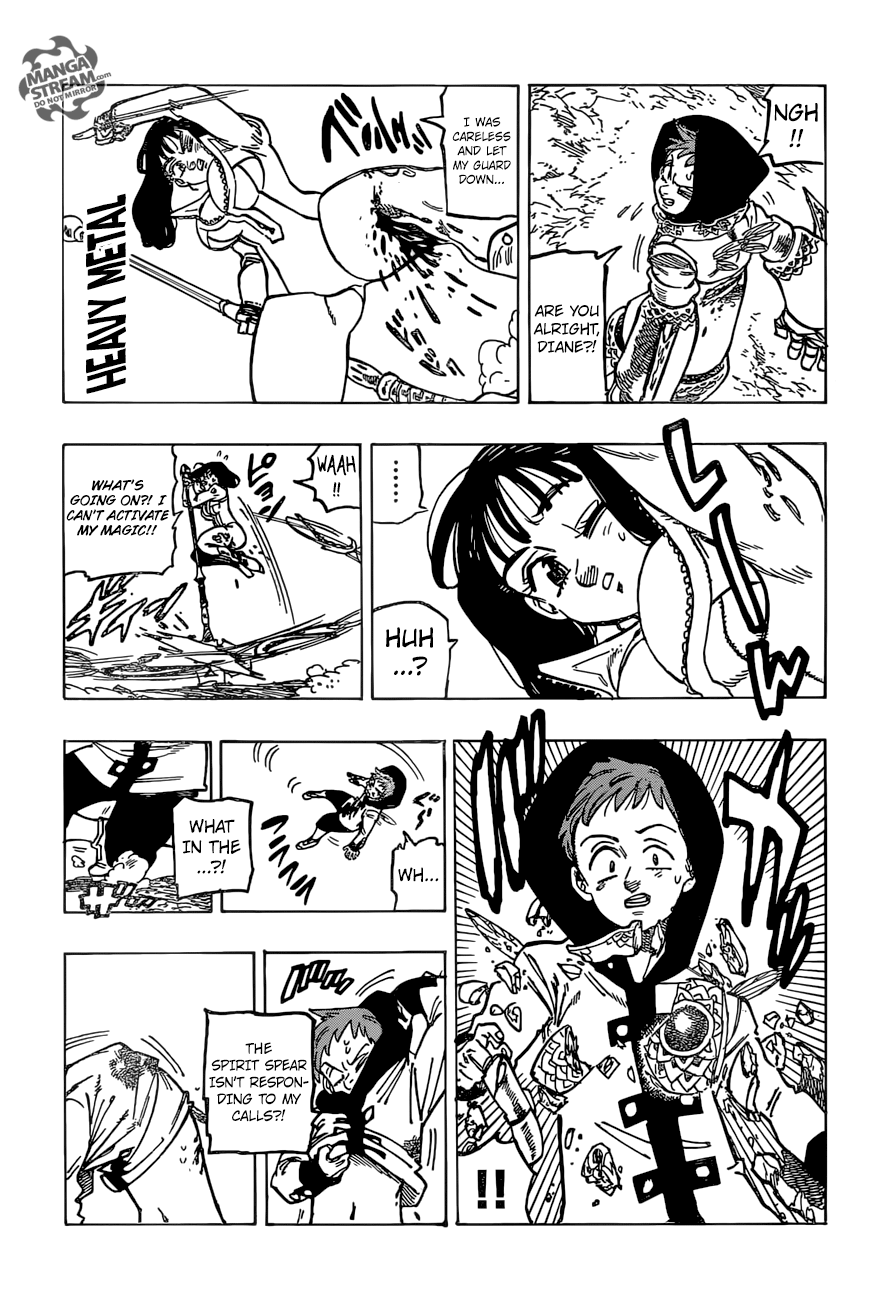 MANGA
STREAM.com
DO NOT MIRROR
NGH
!!
ARE YOU
ALRIGHT,
DIANE?!
I WAS
CARELESS
AND LET
MY GUARD
DOWN...
HEAVY METAL
......
HUH
...?
WAAH
!!
WHAT'S
GOING ON?! I
CAN'T ACTIVATE
MY MAGIC!!
!!
WH...
WHAT
IN THE
...?!
THE
SPIRIT SPEAR
ISN'T RESPON-
DING TO MY
CALLS?!